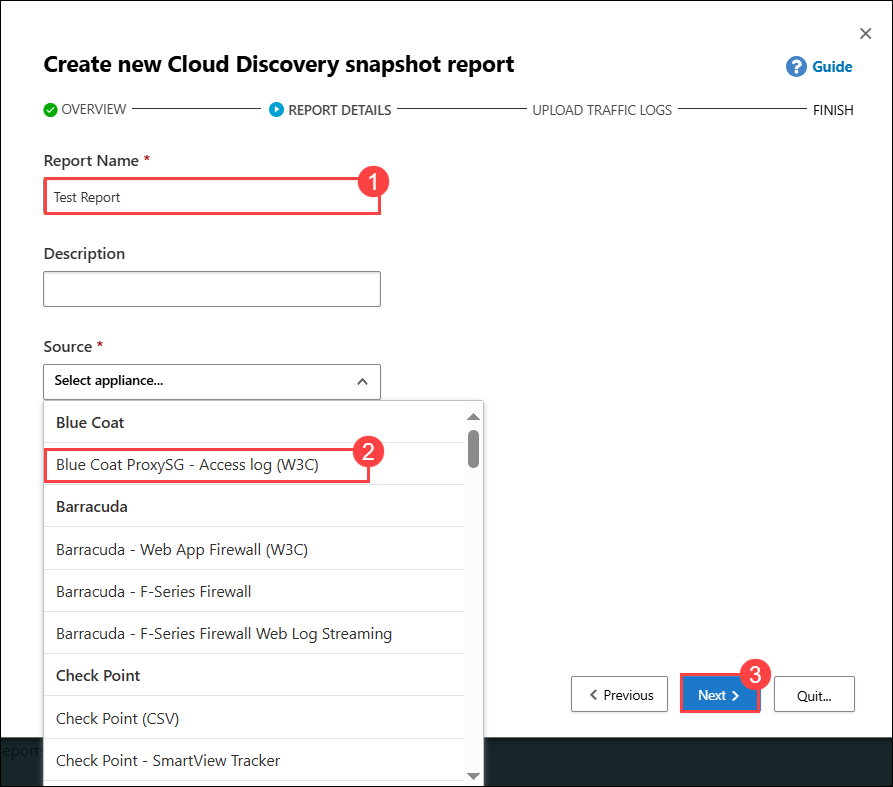 Create new Cloud Discovery snapshot report
? Guide
OVERVIEW REPORT DETAILS UPLOAD TRAFFIC LOGS FINISH
Report Name *
1
Test Report
Description
Source *
Select appliance...
Blue Coat
2
Blue Coat ProxySG - Access log (W3C)
Barracuda
Barracuda - Web App Firewall (W3C)
Barracuda - F-Series Firewall
Barracuda - F-Series Firewall Web Log Streaming
Check Point
Check Point (CSV)
Check Point - SmartView Tracker
3
Previous Next Quit...
eport